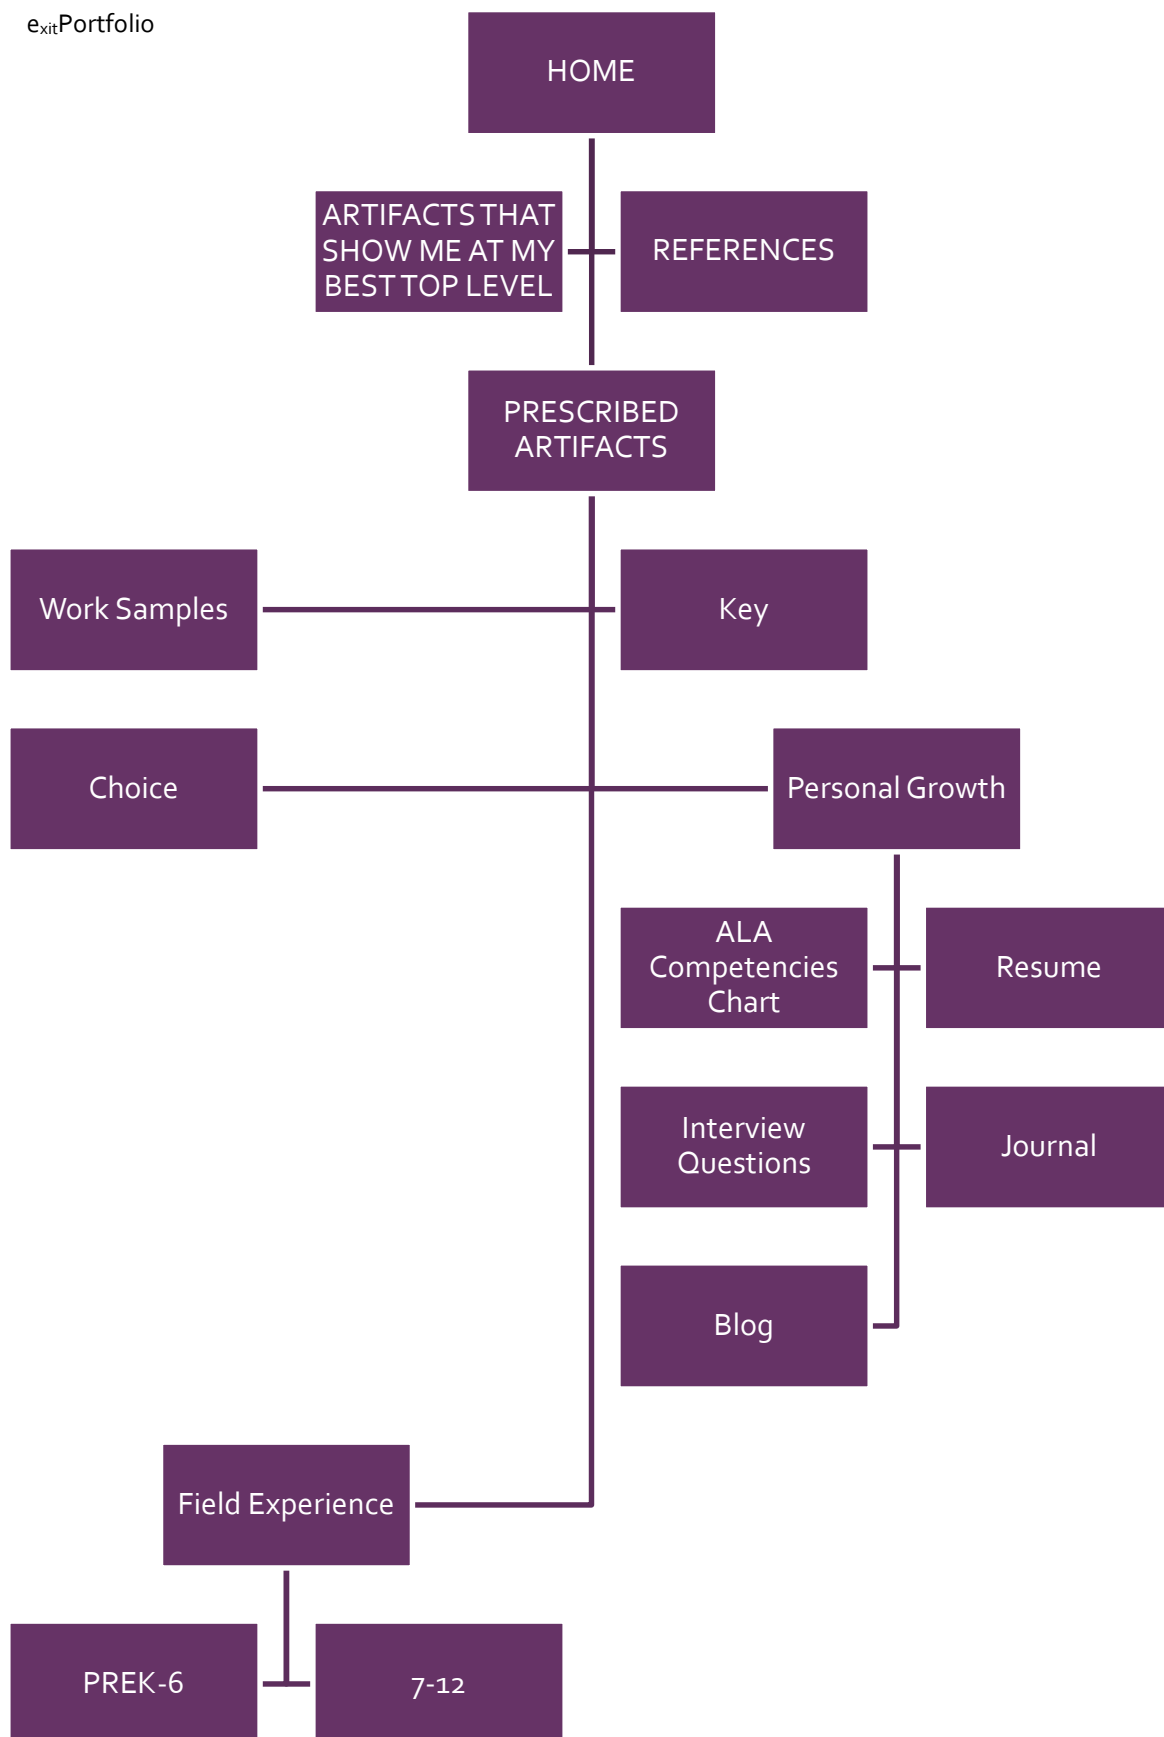 exitPortfolio
HOME
ARTIFACTS THAT
SHOW ME AT MY
BEST TOP LEVEL
REFERENCES
PRESCRIBED
ARTIFACTS
Work Samples
Key
Choice
Personal Growth
ALA
Competencies
Chart
Resume
Interview
Questions
Journal
Blog
Field Experience
PREK-6
7-12